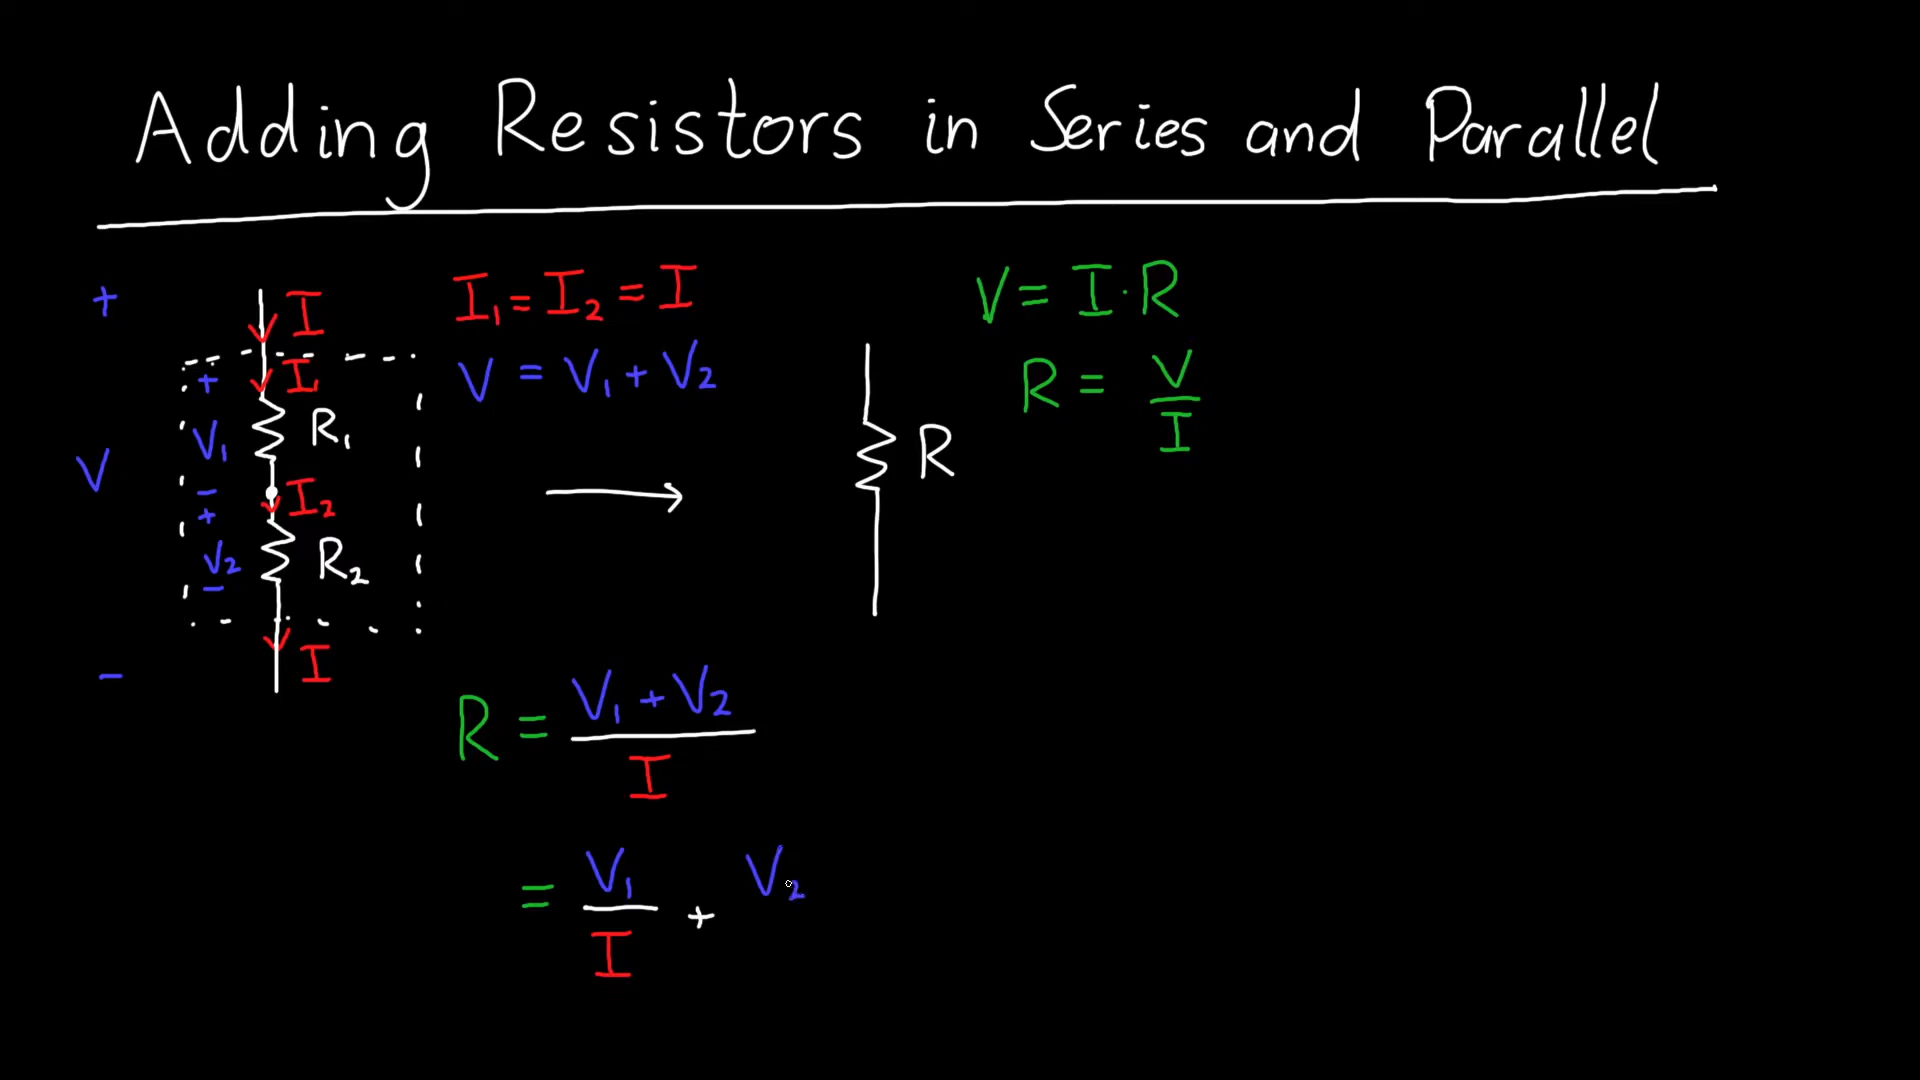 Adding Resistors in Series and Parallel
+
I
I₁ = I₂ = I
V = I · R
+
I₁
V = V₁ + V₂
R = V / I
V₁
R₁
R
V
−
I₂
+
V₂
R₂
−
I
−
R = V₁ + V₂ / I
= V₁ / I + V₂